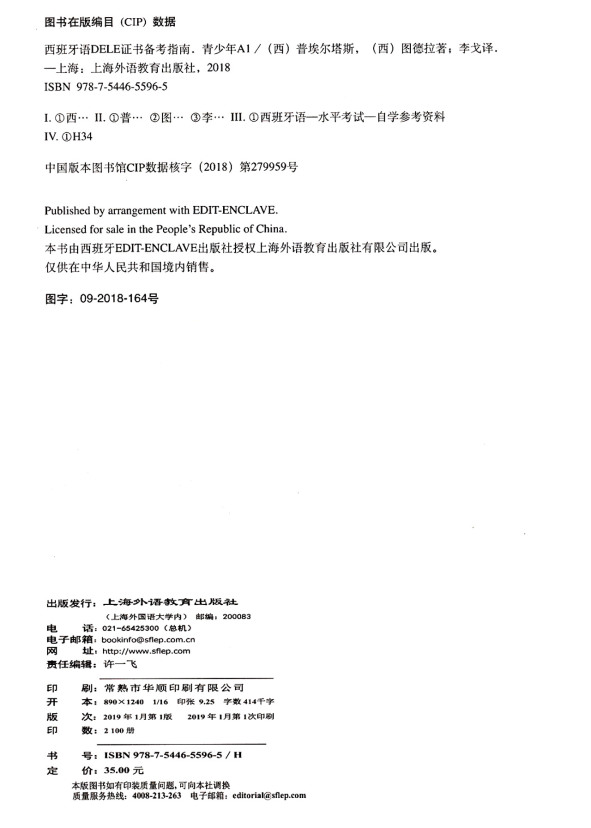 图书在版编目（CIP）数据
西班牙语DELE证书备考指南．青少年A1／（西）普埃尔塔斯，（西）图德拉著；李戈译．
—上海：上海外语教育出版社，2018
ISBN 978-7-5446-5596-5
I. ①西… II. ①普… ②图… ③李… III. ①西班牙语—水平考试—自学参考资料
IV. ①H34
中国版本图书馆CIP数据核字（2018）第279959号
Published by arrangement with EDIT-ENCLAVE.
Licensed for sale in the People's Republic of China.
本书由西班牙EDIT-ENCLAVE出版社授权上海外语教育出版社有限公司出版。
仅供在中华人民共和国境内销售。
图字：09-2018-164号
出版发行：上海外语教育出版社
（上海外国语大学内） 邮编：200083
电 话：021-65425300（总机）
电子邮箱：bookinfo@sflep.com.cn
网 址：http://www.sflep.com
责任编辑：许一飞
印 刷：常熟市华顺印刷有限公司
开 本：890×1240 1/16 印张 9.25 字数 414千字
版 次：2019 年 1月第1版 2019 年 1月第1次印刷
印 数：2 100 册
书 号：ISBN 978-7-5446-5596-5 / H
定 价：35.00 元
本版图书如有印装质量问题，可向本社调换
质量服务热线：4008-213-263 电子邮箱：editorial@sflep.com